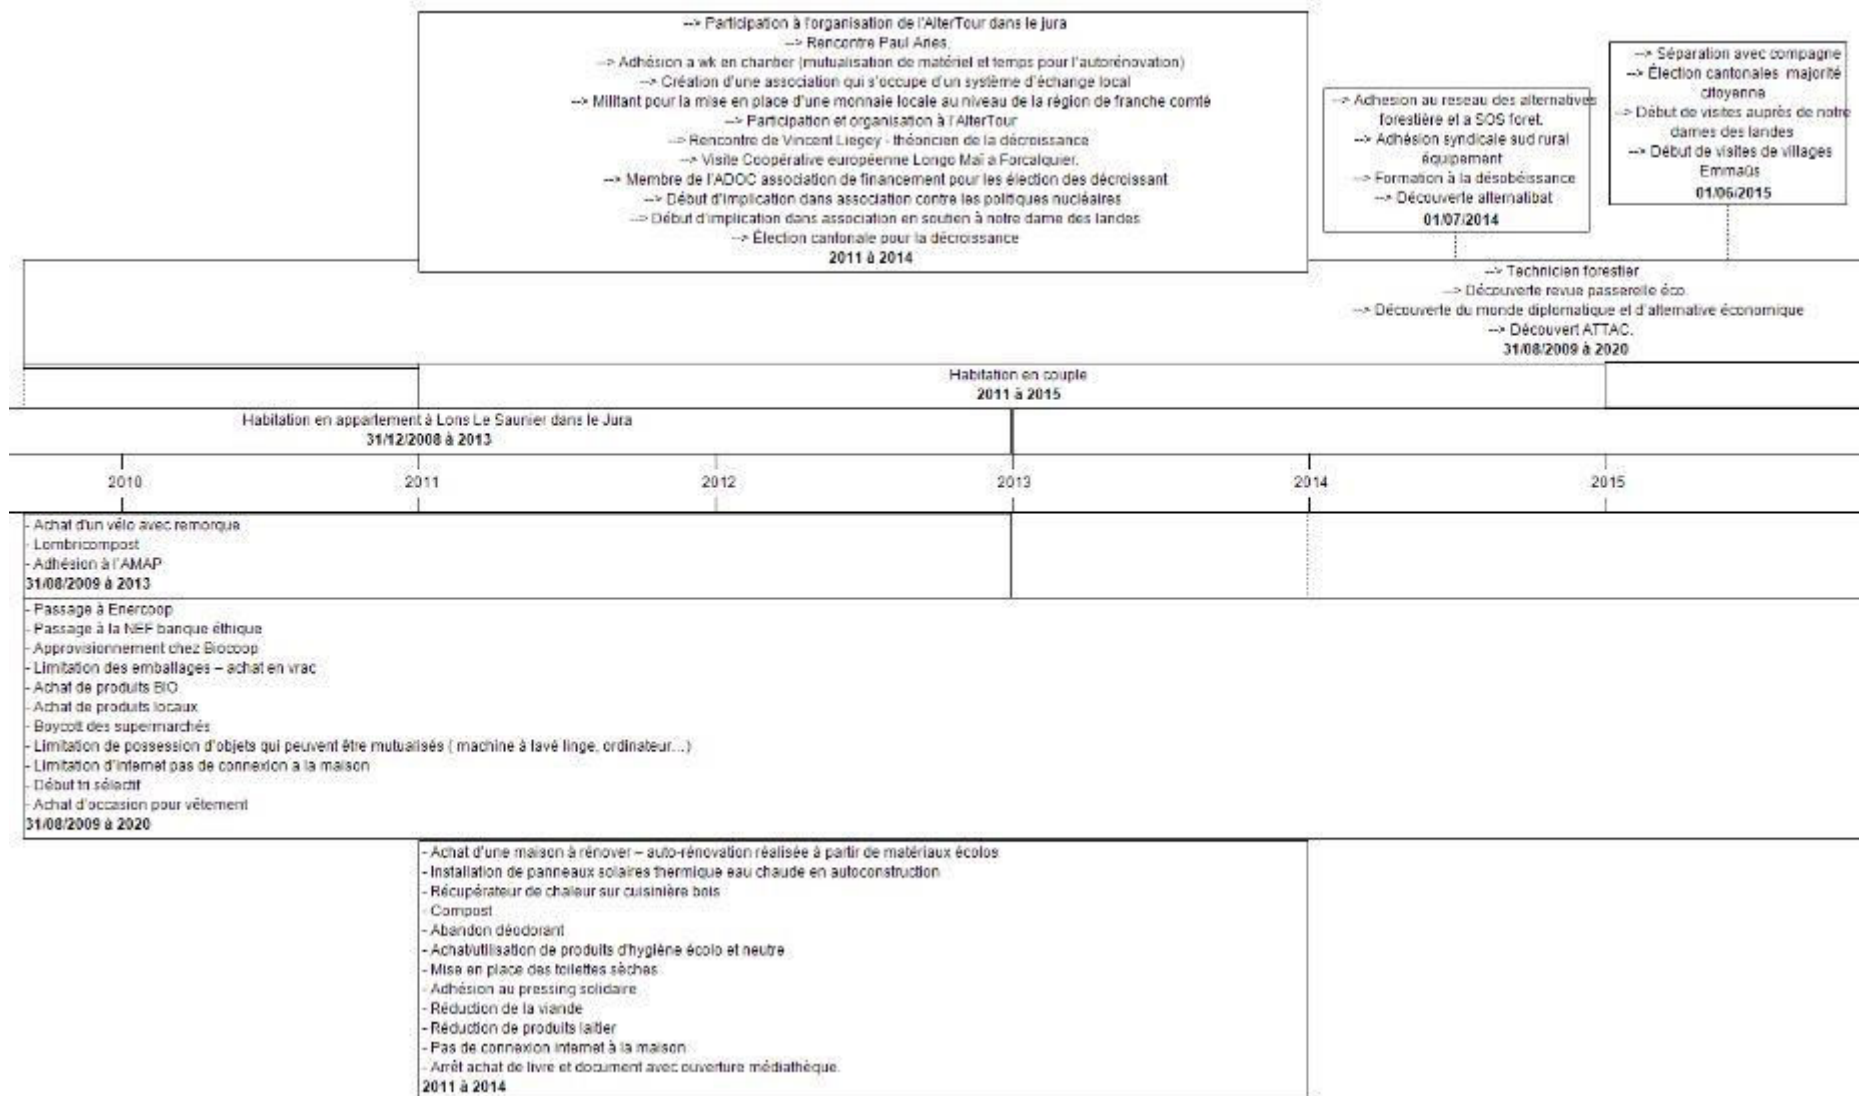 --> Participation à l'organisation de l'AlterTour dans le jura
--> Rencontre Paul Aries.
--> Adhésion a wk en chantier (mutualisation de matériel et temps pour l'autorénovation)
--> Création d'une association qui s'occupe d'un système d'échange local
--> Militant pour la mise en place d'une monnaie locale au niveau de la région de franche comté
--> Participation et organisation à l'AlterTour
--> Rencontre de Vincent Liegey - théoricien de la décroissance
--> Visite Coopérative européenne Longo Maï a Forcalquier.
--> Membre de l'ADOC association de financement pour les élection des décroissant
--> Début d'implication dans association contre les politiques nucléaires
--> Début d'implication dans association en soutien à notre dame des landes
--> Élection cantonale pour la décroissance
2011 à 2014
--> Adhesion au reseau des alternatives
forestière et a SOS foret.
--> Adhésion syndicale sud rural
équipement
--> Formation à la désobéissance
--> Découverte alternatibat
01/07/2014
--> Séparation avec compagne
--> Élection cantonales majorité
citoyenne
--> Début de visites auprès de notre
dames des landes
--> Début de visites de villages
Emmaüs
01/06/2015
--> Technicien forestier
--> Découverte revue passerelle éco.
--> Découverte du monde diplomatique et d'alternative économique
--> Découvert ATTAC.
31/08/2009 à 2020
Habitation en couple
2011 à 2015
Habitation en appartement à Lons Le Saunier dans le Jura
31/12/2008 à 2013
2010 2011 2012 2013 2014 2015
- Achat d'un vélo avec remorque
- Lombricompost
- Adhésion à l'AMAP
31/08/2009 à 2013
- Passage à Enercoop
- Passage à la NEF banque éthique
- Approvisionnement chez Biocoop
- Limitation des emballages – achat en vrac
- Achat de produits BIO
- Achat de produits locaux
- Boycott des supermarchés
- Limitation de possession d'objets qui peuvent être mutualisés ( machine à lavé linge, ordinateur…)
- Limitation d'internet pas de connexion a la maison
- Début tri sélectif
- Achat d'occasion pour vêtement
31/08/2009 à 2020
- Achat d'une maison à rénover – auto-rénovation réalisée à partir de matériaux écolos
- Installation de panneaux solaires thermique eau chaude en autoconstruction
- Récupérateur de chaleur sur cuisinière bois
- Compost
- Abandon déodorant
- Achat/utilisation de produits d'hygiène écolo et neutre
- Mise en place des toilettes sèches
- Adhésion au pressing solidaire
- Réduction de la viande
- Réduction de produits laitier
- Pas de connexion internet à la maison
- Arrêt achat de livre et document avec ouverture médiathèque.
2011 à 2014